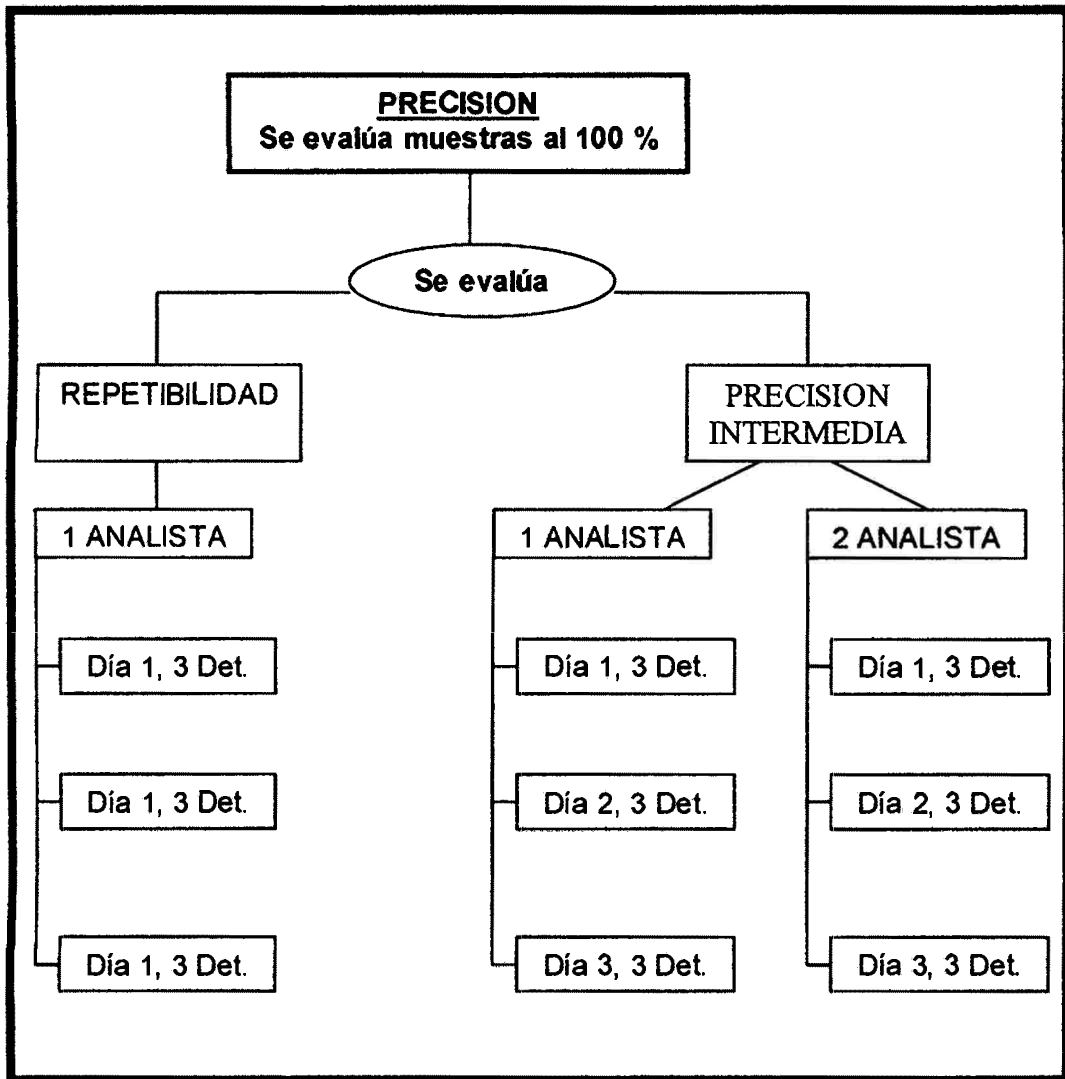 PRECISION
Se evalúa muestras al 100 %
Se evalúa
REPETIBILIDAD
PRECISION
INTERMEDIA
1 ANALISTA
1 ANALISTA
2 ANALISTA
Día 1, 3 Det.
Día 1, 3 Det.
Día 1, 3 Det.
Día 1, 3 Det.
Día 2, 3 Det.
Día 2, 3 Det.
Día 1, 3 Det.
Día 3, 3 Det.
Día 3, 3 Det.